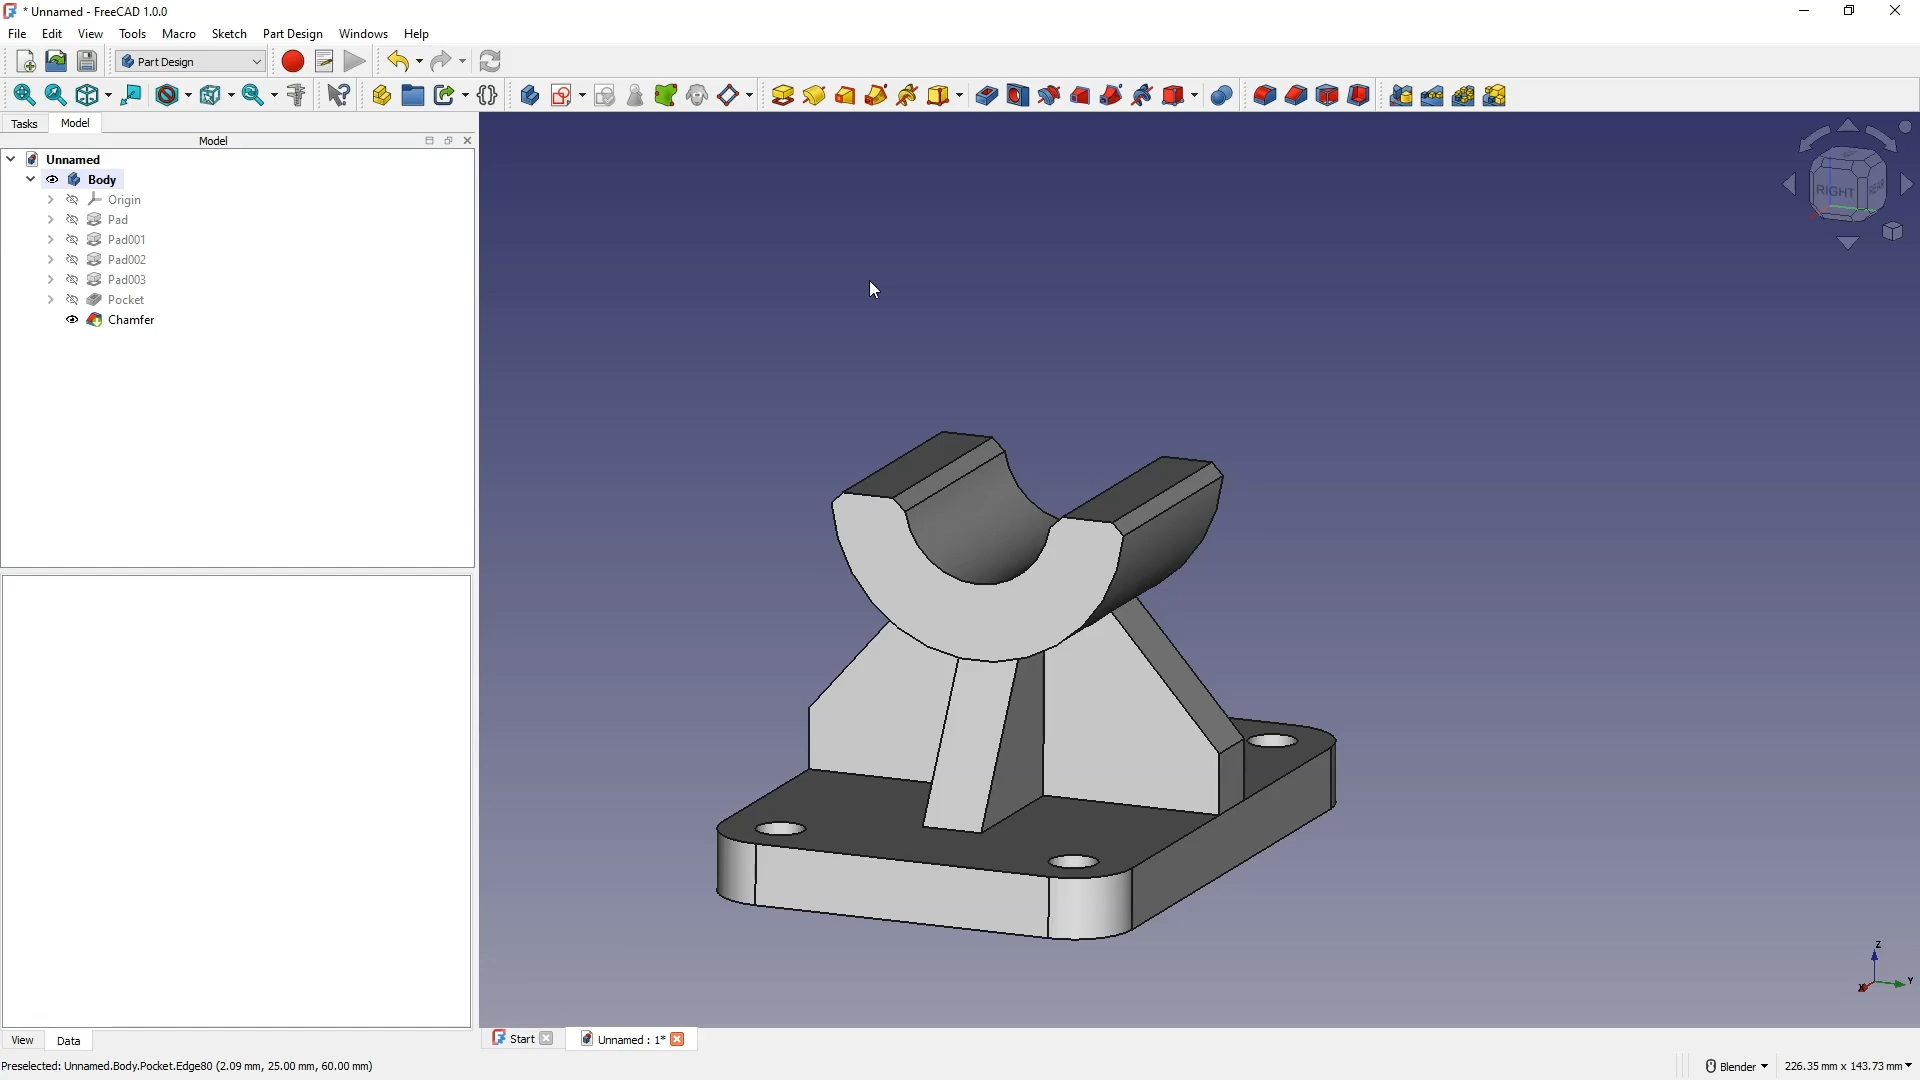 * Unnamed - FreeCAD 1.0.0
File Edit View Tools Macro Sketch Part Design Windows Help
Part Design
Tasks Model
Model
Unnamed
Body
Origin
Pad
Pad001
Pad002
Pad003
Pocket
Chamfer
RIGHT REAR
Z
Y
X
View Data
Start Unnamed : 1*
Preselected: Unnamed.Body.Pocket.Edge80 (2.09 mm, 25.00 mm, 60.00 mm)
Blender 226.35 mm x 143.73 mm